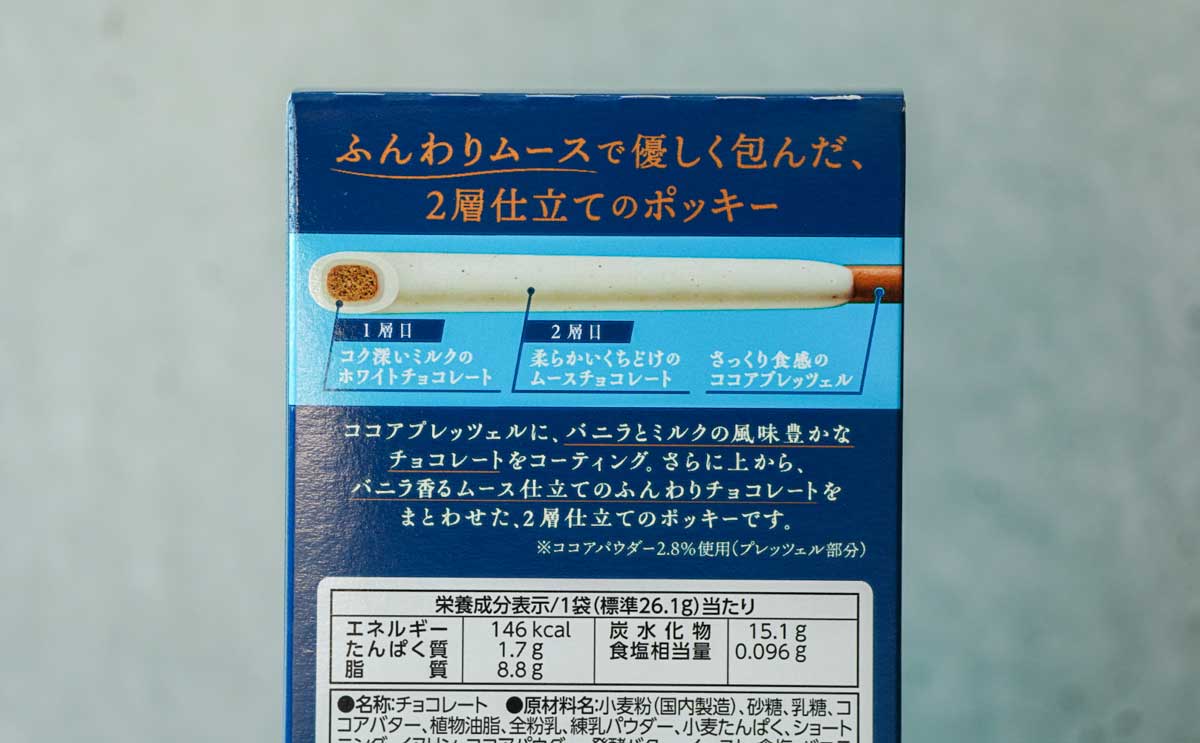 ふんわりムースで優しく包んだ、
2層仕立てのポッキー
1層目
コク深いミルクの
ホワイトチョコレート
2層目
柔らかいくちどけの
ムースチョコレート
さっくり食感の
ココアプレッツェル
ココアプレッツェルに、バニラとミルクの風味豊かな
チョコレートをコーティング。さらに上から、
バニラ香るムース仕立てのふんわりチョコレートを
まとわせた、2層仕立てのポッキーです。
※ココアパウダー2.8%使用(プレッツェル部分)
栄養成分表示/1袋(標準26.1g)当たり
エネルギー 146 kcal 炭水化物 15.1 g
たんぱく質 1.7 g 食塩相当量 0.096 g
脂質 8.8 g
●名称:チョコレート ●原材料名:小麦粉(国内製造)、砂糖、乳糖、コ
コアバター、植物油脂、全粉乳、練乳パウダー、小麦たんぱく、ショート